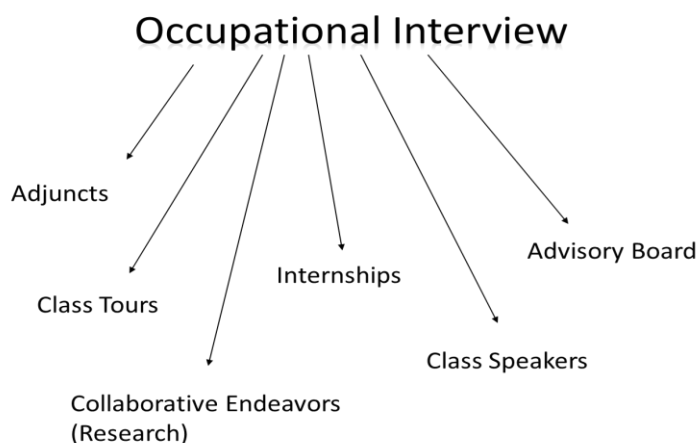 Occupational Interview
Adjuncts
Advisory Board
Internships
Class Tours
Class Speakers
Collaborative Endeavors
(Research)